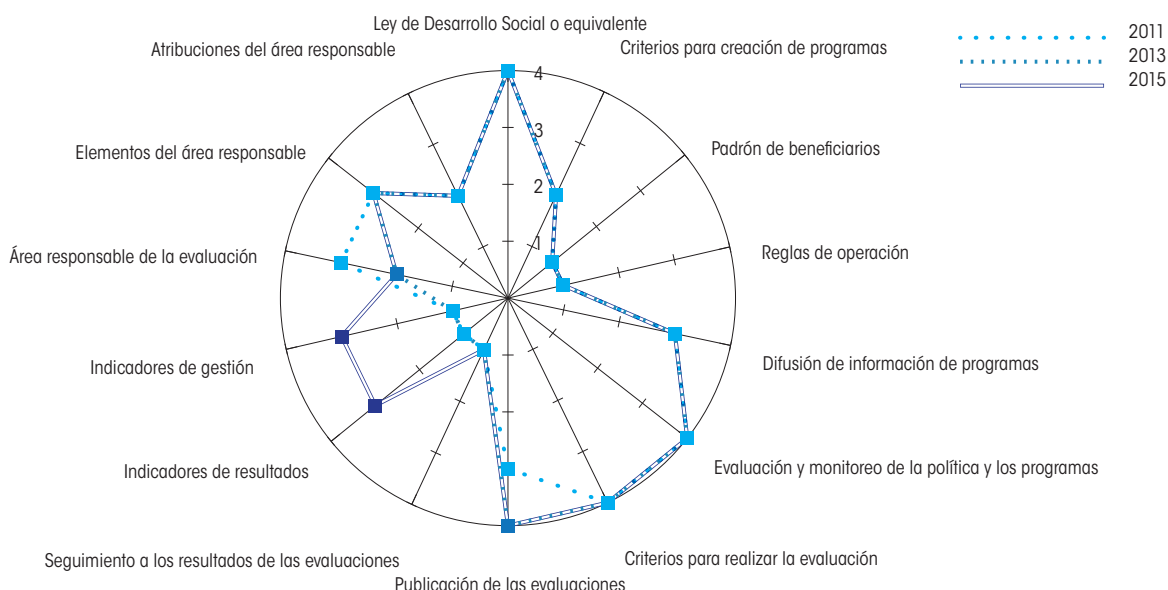 Ley de Desarrollo Social o equivalente
Criterios para creación de programas
Padrón de beneficiarios
Reglas de operación
Difusión de información de programas
Evaluación y monitoreo de la política y los programas
Criterios para realizar la evaluación
Publicación de las evaluaciones
Seguimiento a los resultados de las evaluaciones
Indicadores de resultados
Indicadores de gestión
Área responsable de la evaluación
Elementos del área responsable
Atribuciones del área responsable
4
3
2
1
2011
2013
2015